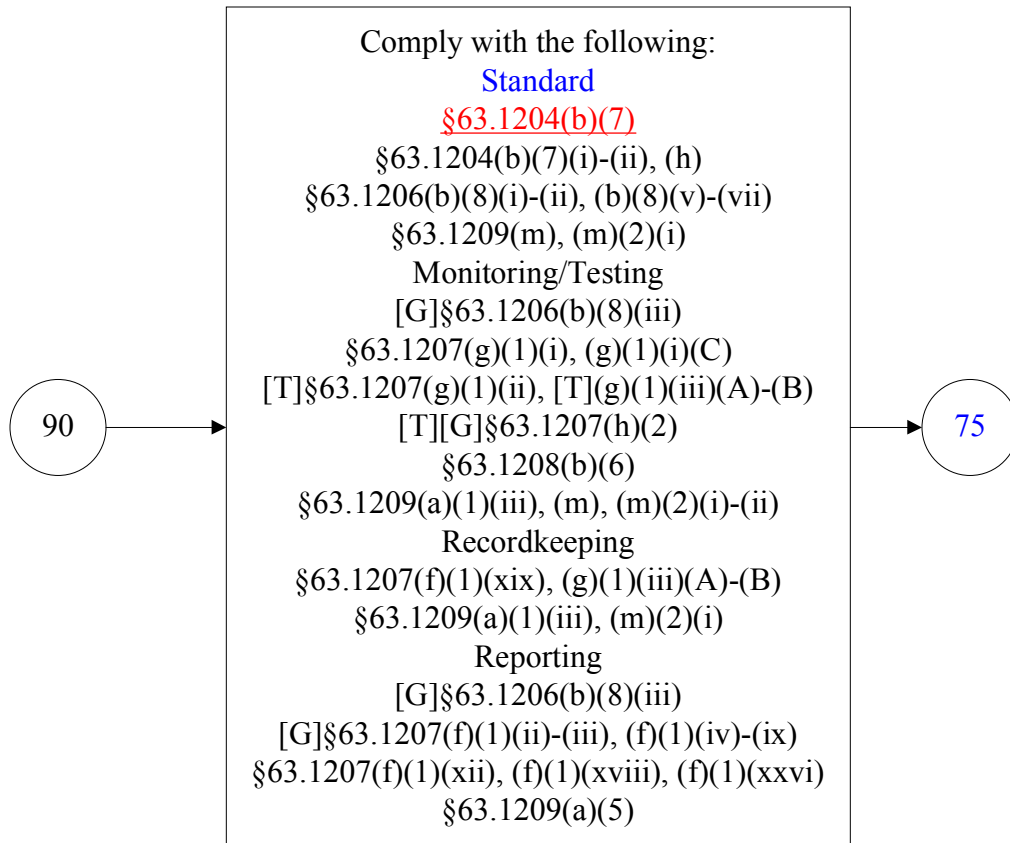 Comply with the following:
Standard
§63.1204(b)(7)
§63.1204(b)(7)(i)-(ii), (h)
§63.1206(b)(8)(i)-(ii), (b)(8)(v)-(vii)
§63.1209(m), (m)(2)(i)
Monitoring/Testing
[G]§63.1206(b)(8)(iii)
§63.1207(g)(1)(i), (g)(1)(i)(C)
[T]§63.1207(g)(1)(ii), [T](g)(1)(iii)(A)-(B)
[T][G]§63.1207(h)(2)
§63.1208(b)(6)
§63.1209(a)(1)(iii), (m), (m)(2)(i)-(ii)
Recordkeeping
§63.1207(f)(1)(xix), (g)(1)(iii)(A)-(B)
§63.1209(a)(1)(iii), (m)(2)(i)
Reporting
[G]§63.1206(b)(8)(iii)
[G]§63.1207(f)(1)(ii)-(iii), (f)(1)(iv)-(ix)
§63.1207(f)(1)(xii), (f)(1)(xviii), (f)(1)(xxvi)
§63.1209(a)(5)
90
75